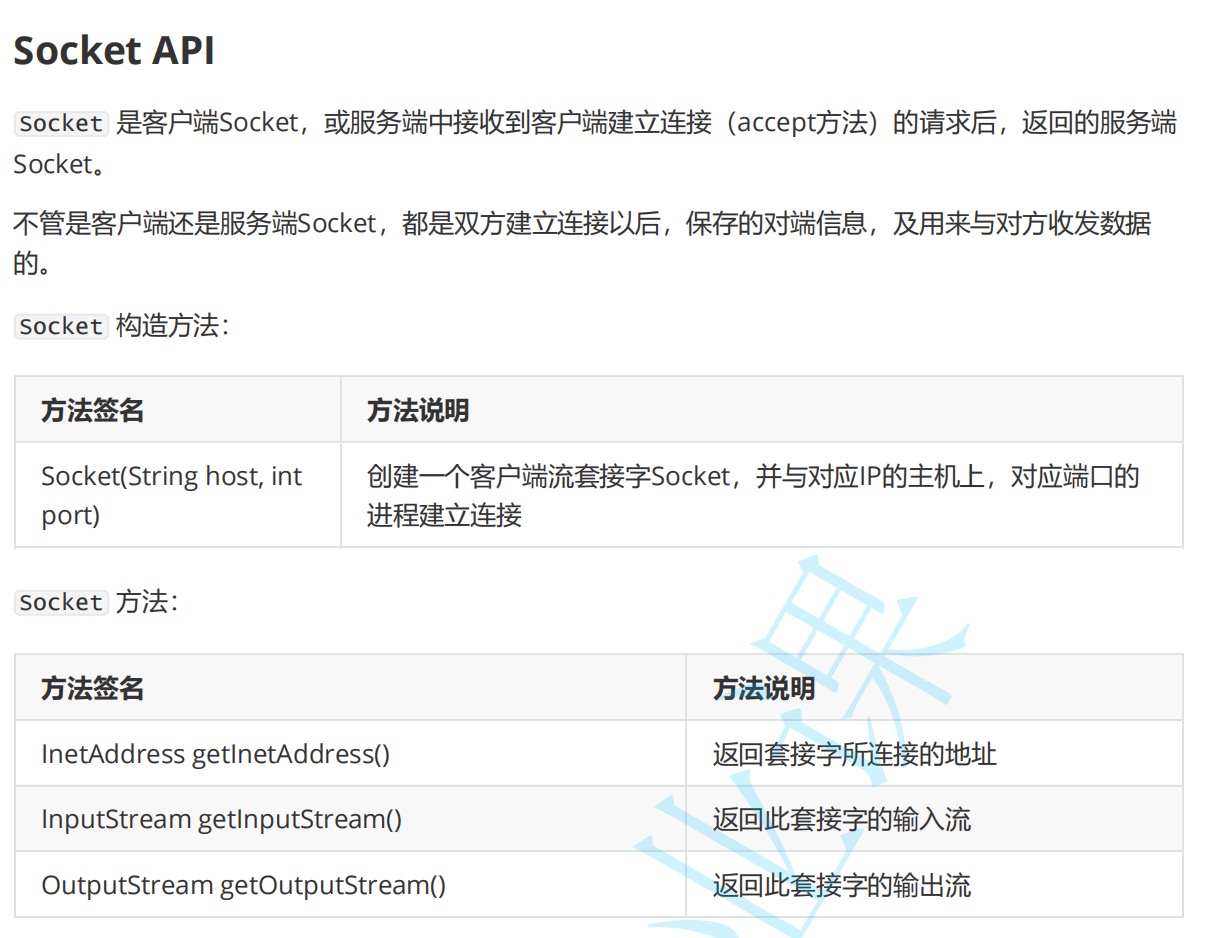 Socket API
Socket 是客户端Socket，或服务端中接收到客户端建立连接（accept方法）的请求后，返回的服务端
Socket。
不管是客户端还是服务端Socket，都是双方建立连接以后，保存的对端信息，及用来与对方收发数据
的。
Socket 构造方法：
方法签名 方法说明
Socket(String host, int 创建一个客户端流套接字Socket，并与对应IP的主机上，对应端口的
port) 进程建立连接
Socket 方法：
方法签名 方法说明
InetAddress getInetAddress() 返回套接字所连接的地址
InputStream getInputStream() 返回此套接字的输入流
OutputStream getOutputStream() 返回此套接字的输出流